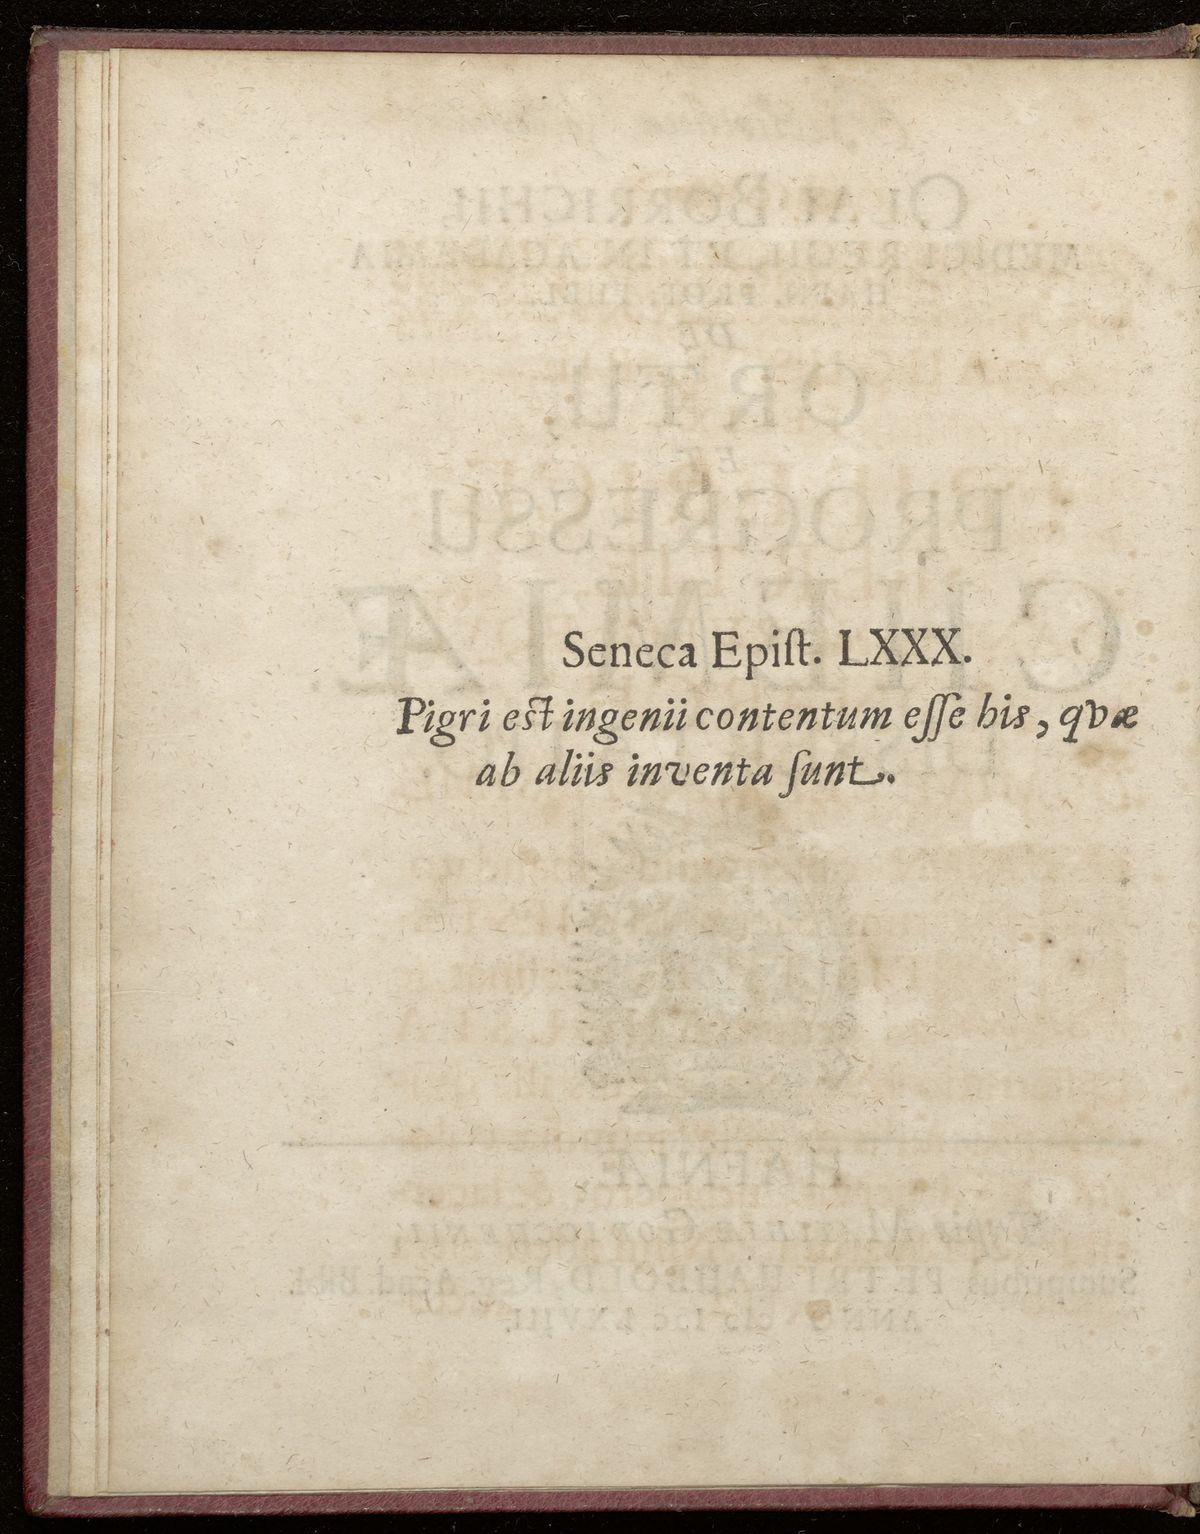 Seneca Epiſt. LXXX.
Pigri est ingenii contentum eſſe his, qvæ
ab aliis inventa ſunt.